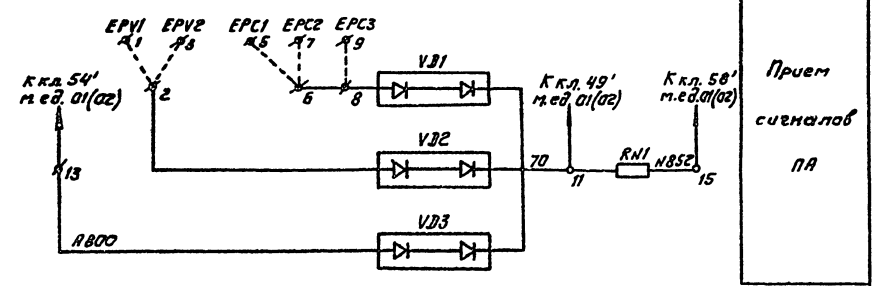 EPV1 EPV2 EPC1 EPC2 EPC3
1 8 5 7 9
К кл. 54'
т.ед. 01(02)
2
6
8
VD1
К кл. 49'
т.ед. 01(02)
К кл. 58'
т.ед. 01(02)
Прием
сигналов
ПА
13
VD2
70
11
RN1
N852
15
A800
VD3